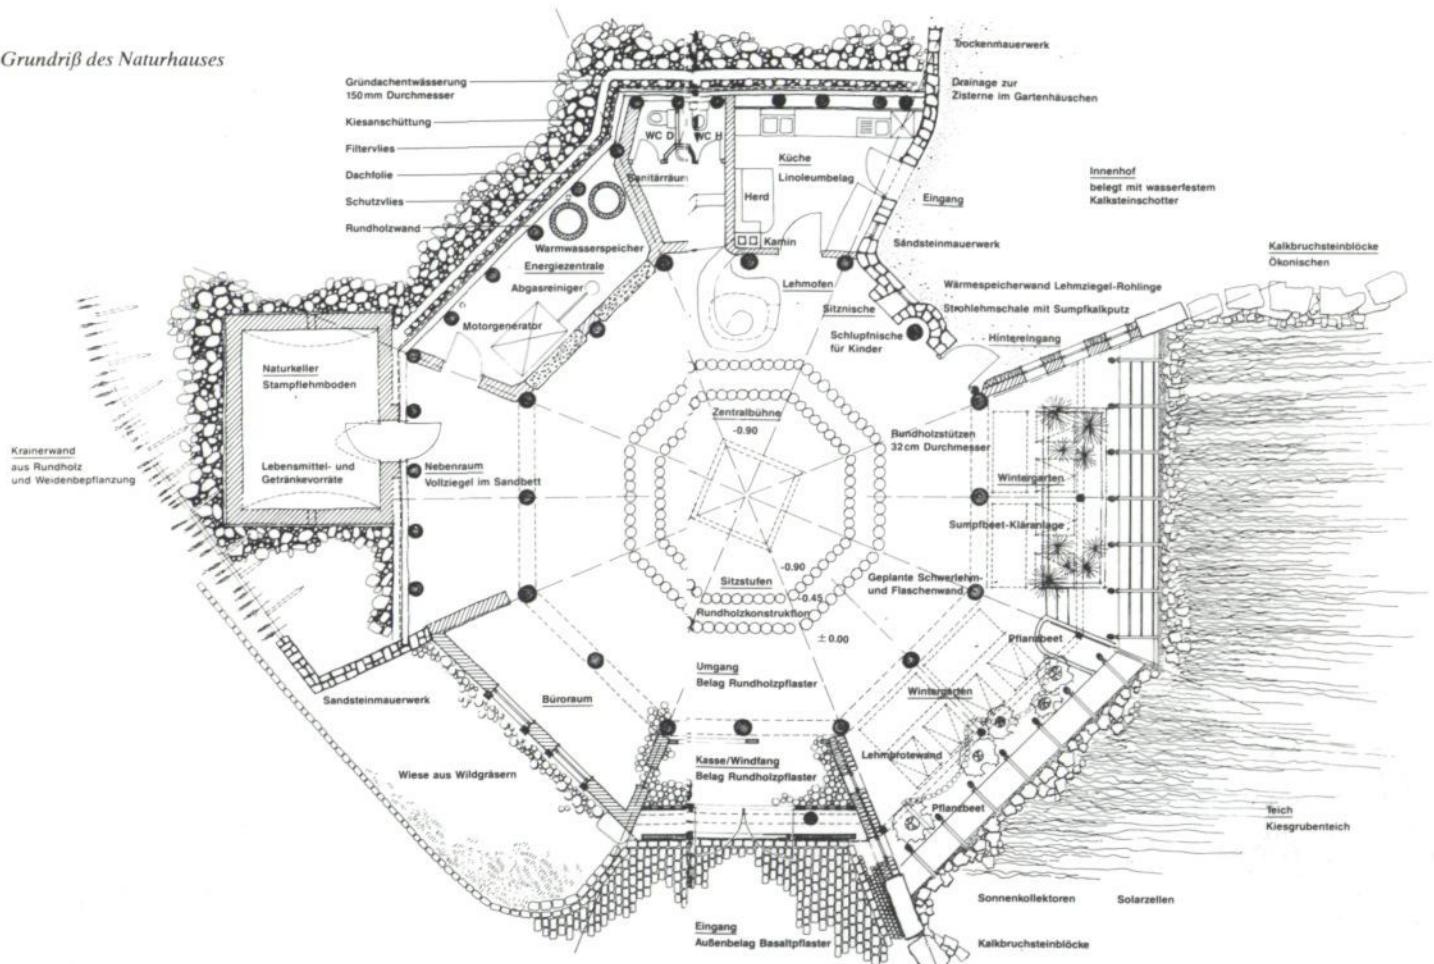 Grundriß des Naturhauses
Gründachentwässerung
150 mm Durchmesser
Kiesanschüttung
Filtervlies
Dachfolie
Schutzvlies
Rundholzwand
Trockenmauerwerk
Drainage zur
Zisterne im Gartenhäuschen
WC D
WC H
Sanitärräum
Küche
Linoleumbelag
Herd
Kamin
Eingang
Innenhof
belegt mit wasserfestem
Kalksteinschotter
Sandsteinmauerwerk
Kalkbruchsteinblöcke
Ökonischen
Warmwasserspeicher
Energiezentrale
Abgasreiniger
Motorgenerator
Lehmofen
Sitznische
Schlupfnische
für Kinder
Wärmespeicherwand Lehmziegel-Rohlinge
Strohlehmschale mit Sumpfkalkputz
Hintereingang
Naturkeller
Stampflehmboden
Lebensmittel- und
Getränkevorräte
Krainerwand
aus Rundholz
und Weidenbepflanzung
Nebenraum
Vollziegel im Sandbett
Zentralbühne
-0.90
Rundholzstützen
32 cm Durchmesser
Wintergarten
Sumpfbeet-Kläranlage
-0.90
Sitzstufen
-0.45
Rundholzkonstruktion
± 0.00
Geplante Schwerlehm-
und Flaschenwand
Pflanzbeet
Umgang
Belag Rundholzpflaster
Wintergarten
Sandsteinmauerwerk
Büroraum
Wiese aus Wildgräsern
Kasse/Windfang
Belag Rundholzpflaster
Lehmbrotewand
Pflanzbeet
Teich
Kiesgrubenteich
Sonnenkollektoren
Solarzellen
Eingang
Außenbelag Basaltpflaster
Kalkbruchsteinblöcke